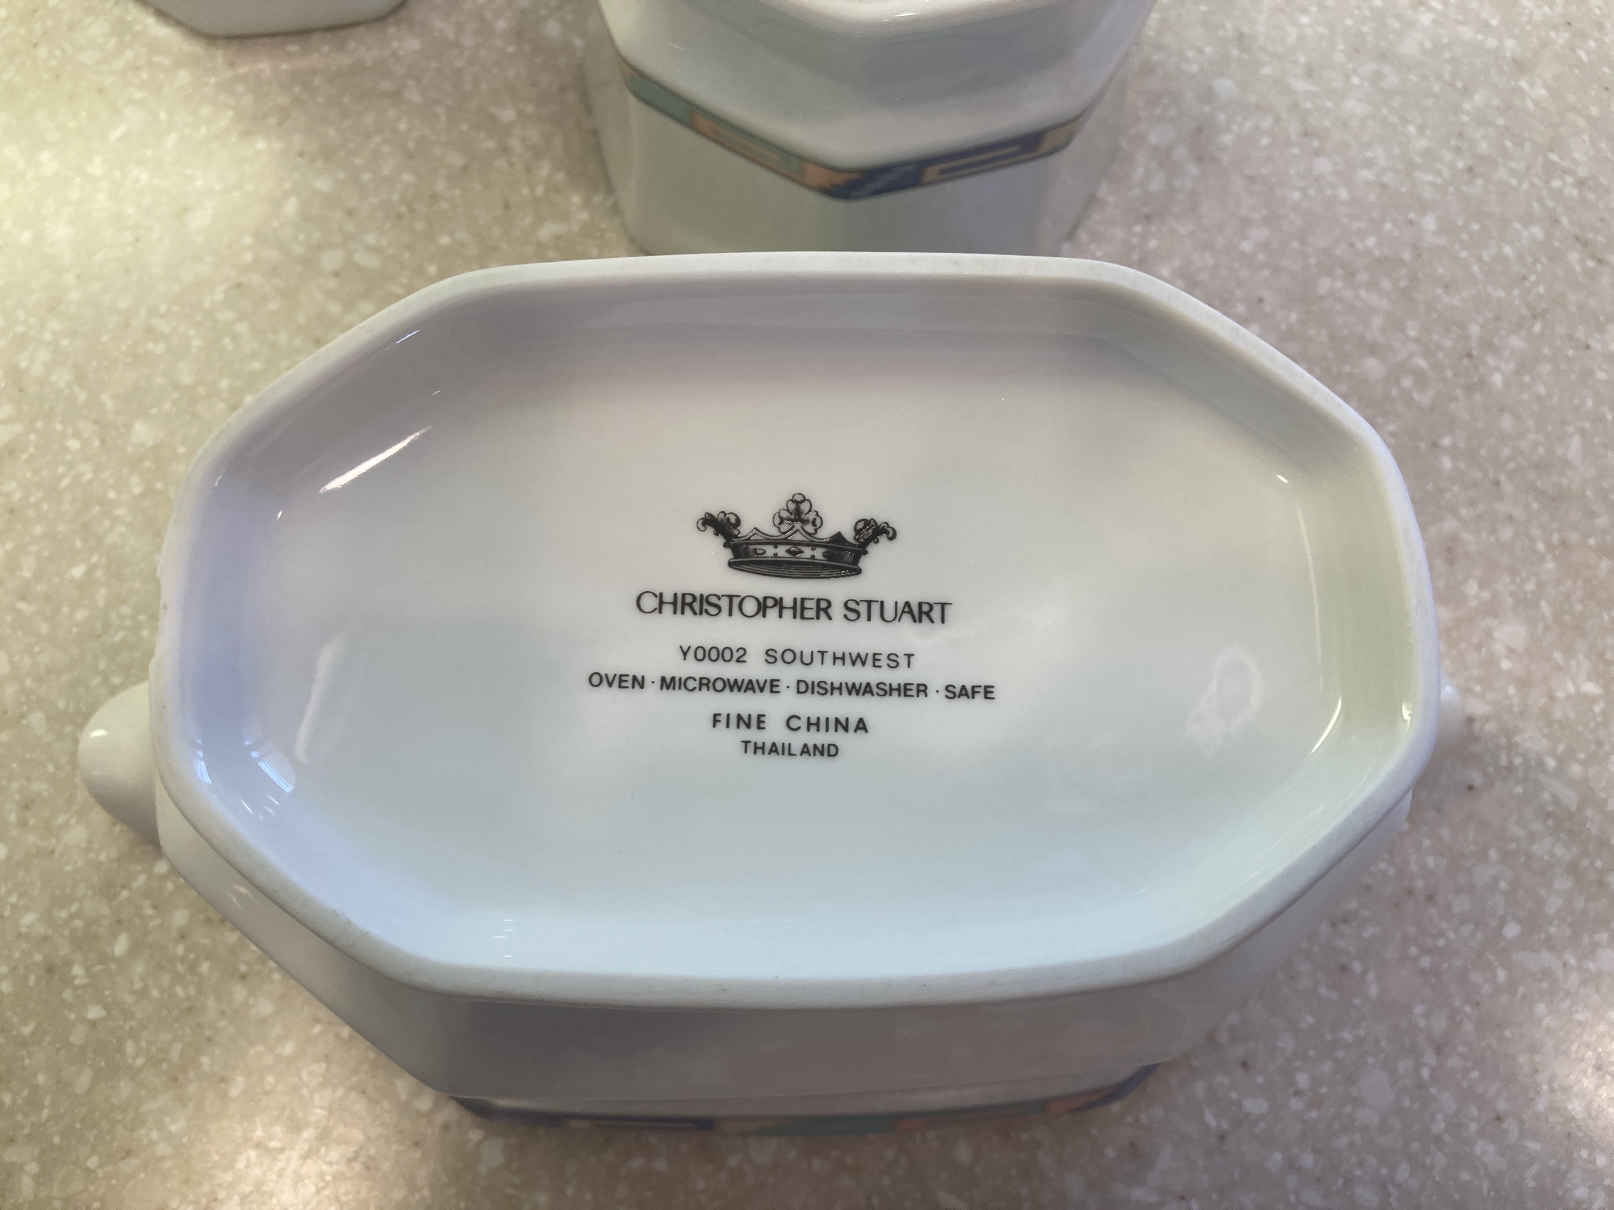 CHRISTOPHER STUART
Y0002 SOUTHWEST
OVEN · MICROWAVE · DISHWASHER · SAFE
FINE CHINA
THAILAND